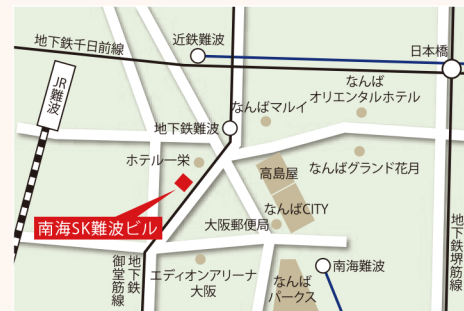 地下鉄千日前線
近鉄難波
日本橋
JR難波
なんば
オリエンタルホテル
なんばマルイ
地下鉄難波
ホテル一栄
高島屋
なんばグランド花月
南海SK難波ビル
なんばCITY
大阪郵便局
地下鉄
御堂筋線
エディオンアリーナ
大阪
南海難波
なんば
パークス
地下鉄堺筋線